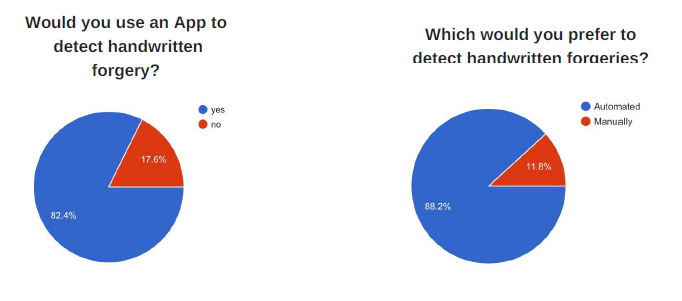 Would you use an App to
detect handwritten
forgery?
yes
no
17.6%
82.4%
Which would you prefer to
detect handwritten forgeries?
Automated
Manually
11.8%
88.2%